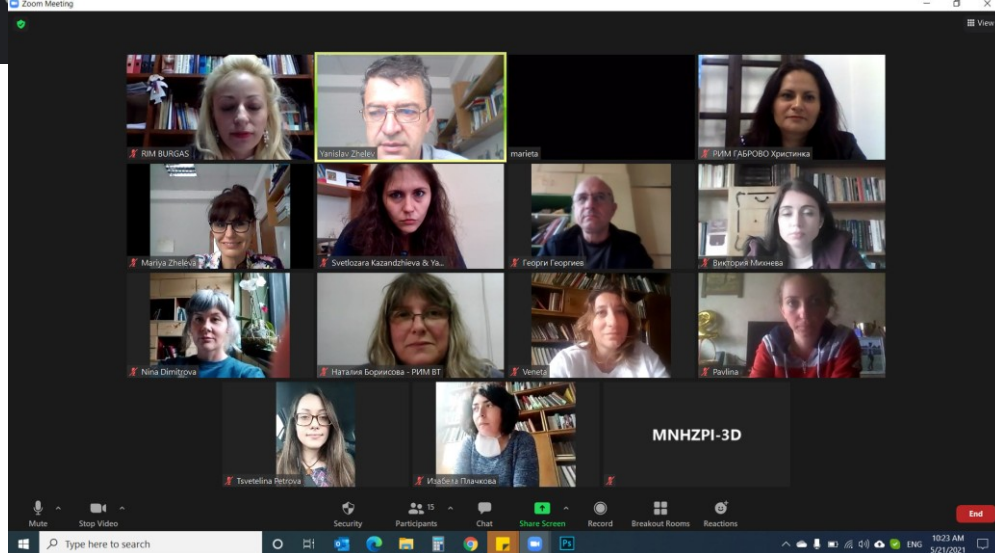 Zoom Meeting
View
RIM BURGAS
Yanislav Zhelev
marieta
РИМ ГАБРОВО Христинка
Mariya Zheleva
Svetlozara Kazandzhieva & Ya...
Георги Георгиев
Виктория Михнева
Nina Dimitrova
Наталия Бориисова - РИМ ВТ
Veneta
Pavlina
Tsvetelina Petrova
Изабела Плачкова
MNHZPI-3D
Mute
Stop Video
Security
Participants
15
Chat
Share Screen
Record
Breakout Rooms
Reactions
End
Type here to search
Ps
ENG
10:23 AM
5/21/2021